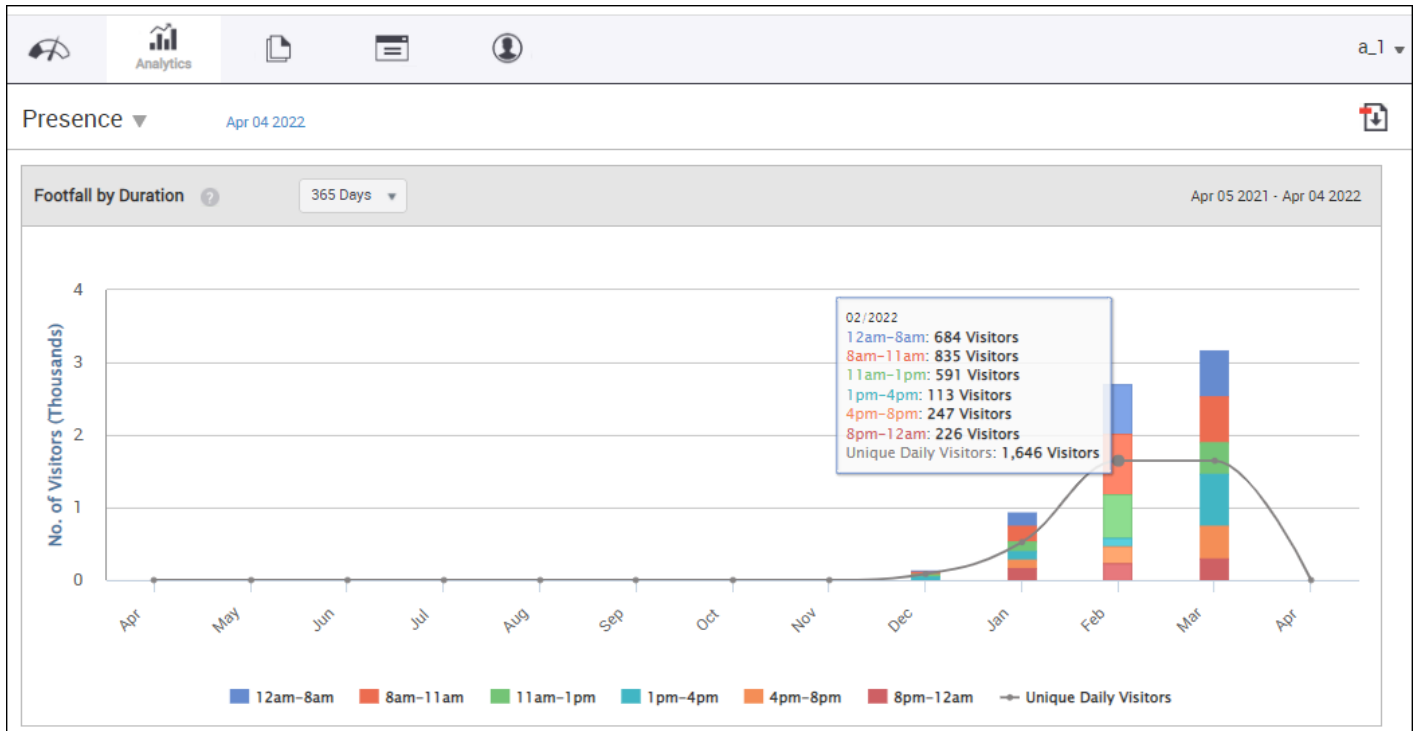 Analytics
a_1
Presence
Apr 04 2022
Footfall by Duration ?
365 Days
Apr 05 2021 - Apr 04 2022
No. of Visitors (Thousands)
4
3
2
1
0
02/2022
12am-8am: 684 Visitors
8am-11am: 835 Visitors
11am-1pm: 591 Visitors
1pm-4pm: 113 Visitors
4pm-8pm: 247 Visitors
8pm-12am: 226 Visitors
Unique Daily Visitors: 1,646 Visitors
Apr May Jun Jul Aug Sep Oct Nov Dec Jan Feb Mar Apr
12am-8am 8am-11am 11am-1pm 1pm-4pm 4pm-8pm 8pm-12am Unique Daily Visitors